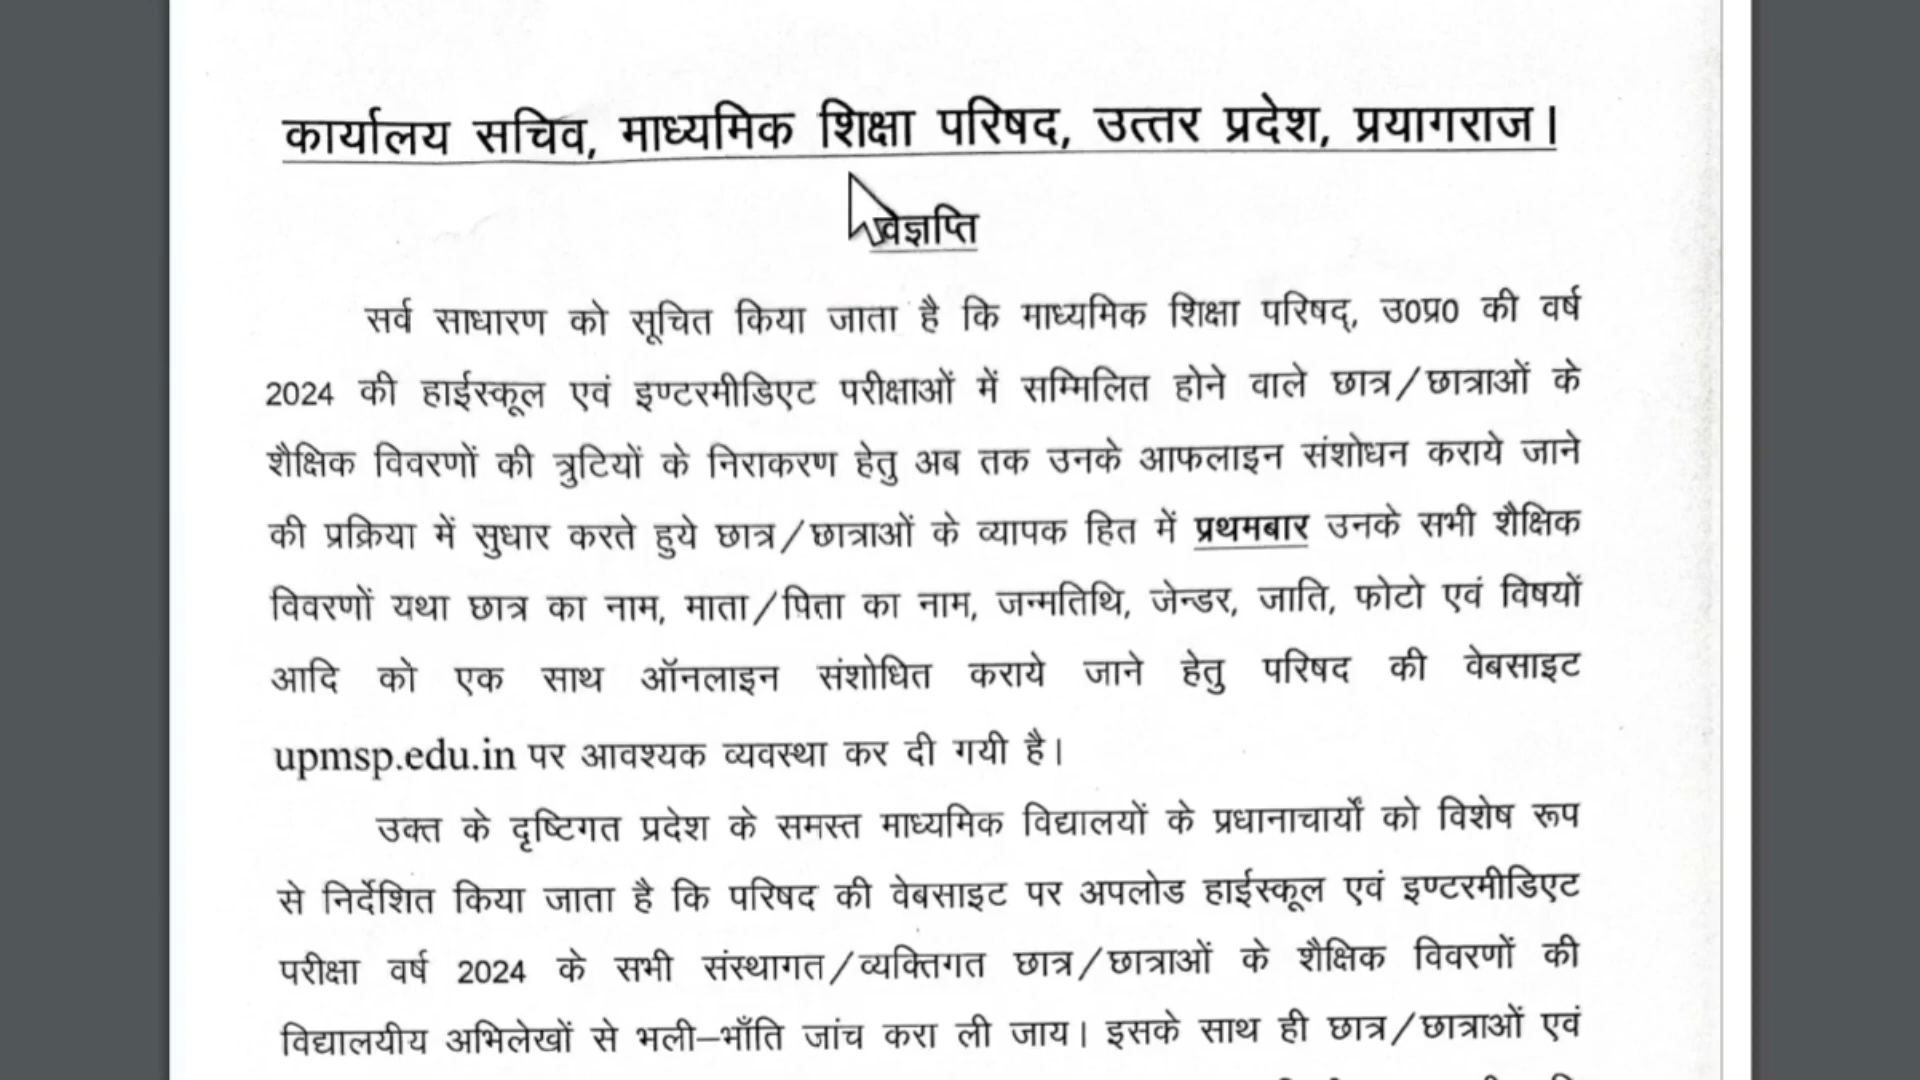 कार्यालय सचिव, माध्यमिक शिक्षा परिषद, उत्तर प्रदेश, प्रयागराज।
विज्ञप्ति
सर्व साधारण को सूचित किया जाता है कि माध्यमिक शिक्षा परिषद्, उ0प्र0 की वर्ष
2024 की हाईस्कूल एवं इण्टरमीडिएट परीक्षाओं में सम्मिलित होने वाले छात्र/छात्राओं के
शैक्षिक विवरणों की त्रुटियों के निराकरण हेतु अब तक उनके आफलाइन संशोधन कराये जाने
की प्रक्रिया में सुधार करते हुये छात्र/छात्राओं के व्यापक हित में प्रथमबार उनके सभी शैक्षिक
विवरणों यथा छात्र का नाम, माता/पिता का नाम, जन्मतिथि, जेन्डर, जाति, फोटो एवं विषयों
आदि को एक साथ ऑनलाइन संशोधित कराये जाने हेतु परिषद की वेबसाइट
upmsp.edu.in पर आवश्यक व्यवस्था कर दी गयी है।
उक्त के दृष्टिगत प्रदेश के समस्त माध्यमिक विद्यालयों के प्रधानाचार्यों को विशेष रूप
से निर्देशित किया जाता है कि परिषद की वेबसाइट पर अपलोड हाईस्कूल एवं इण्टरमीडिएट
परीक्षा वर्ष 2024 के सभी संस्थागत/व्यक्तिगत छात्र/छात्राओं के शैक्षिक विवरणों की
विद्यालयीय अभिलेखों से भली–भाँति जांच करा ली जाय। इसके साथ ही छात्र/छात्राओं एवं